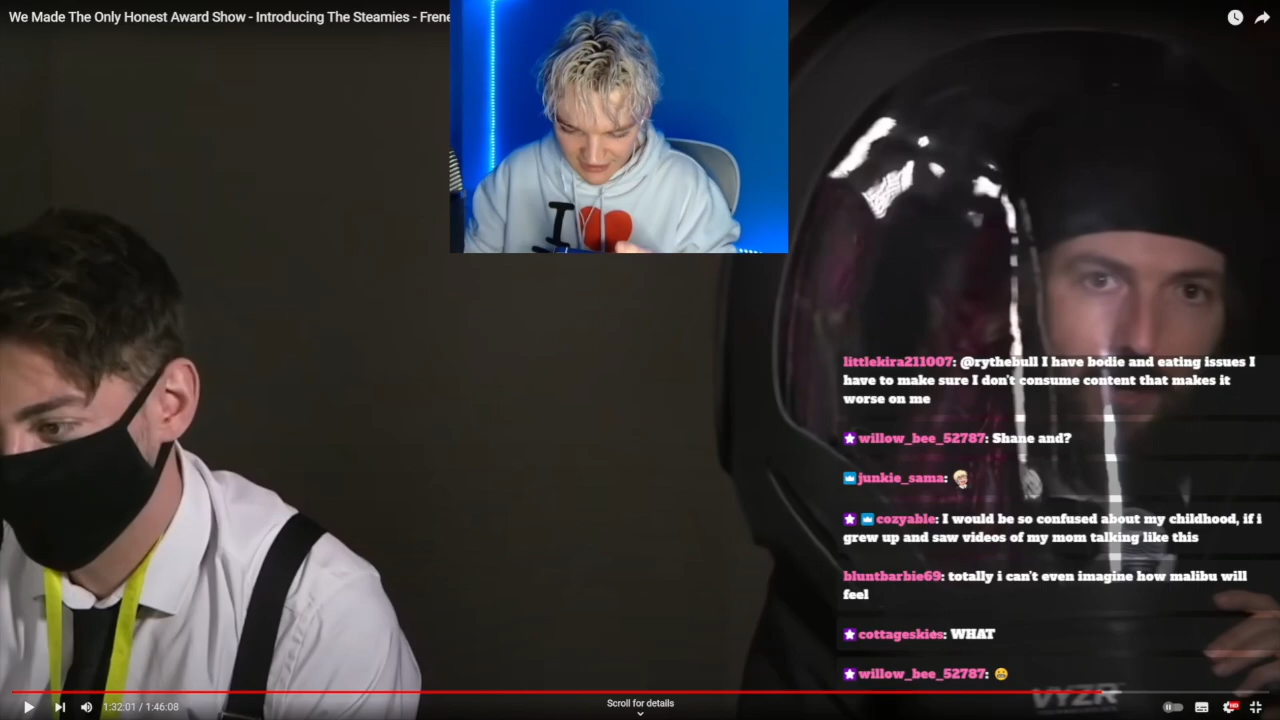 We Made The Only Honest Award Show - Introducing The Steamies - Frene
I
littlekira211007: @rythebull I have bodie and eating issues I
have to make sure I don't consume content that makes it
worse on me
willow_bee_52787: Shane and?
junkie_sama:
cozyable: I would be so confused about my childhood, if i
grew up and saw videos of my mom talking like this
bluntbarbie69: totally i can't even imagine how malibu will
feel
cottageskies: WHAT
willow_bee_52787:
VYZR
1:32:01 / 1:46:08
Scroll for details
HD